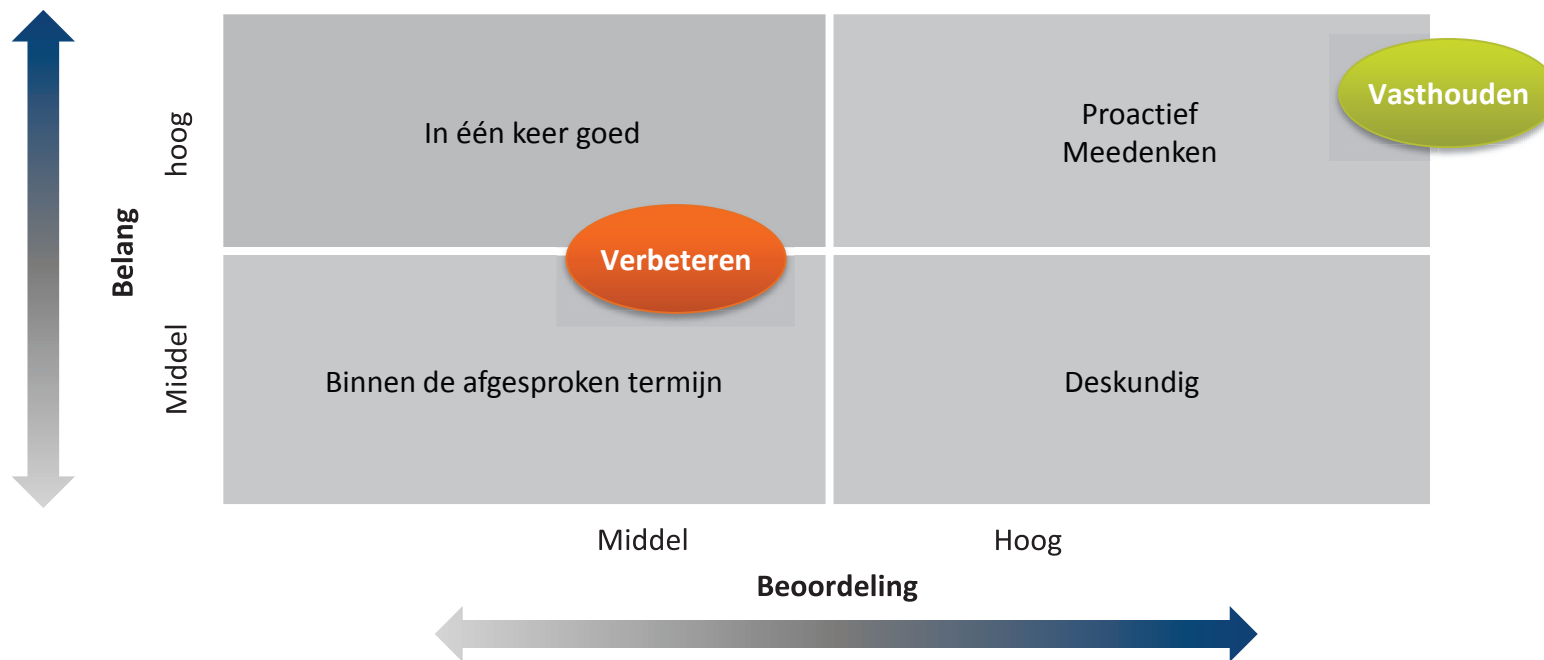 Belang
hoog
Middel
In één keer goed
Proactief
Meedenken
Vasthouden
Verbeteren
Binnen de afgesproken termijn
Deskundig
Middel
Hoog
Beoordeling